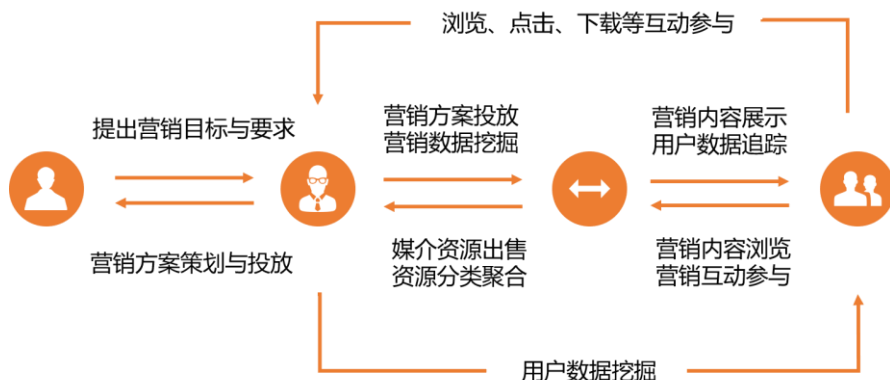 浏览、点击、下载等互动参与
提出营销目标与要求
营销方案投放
营销数据挖掘
营销内容展示
用户数据追踪
营销方案策划与投放
媒介资源出售
资源分类聚合
营销内容浏览
营销互动参与
用户数据挖掘